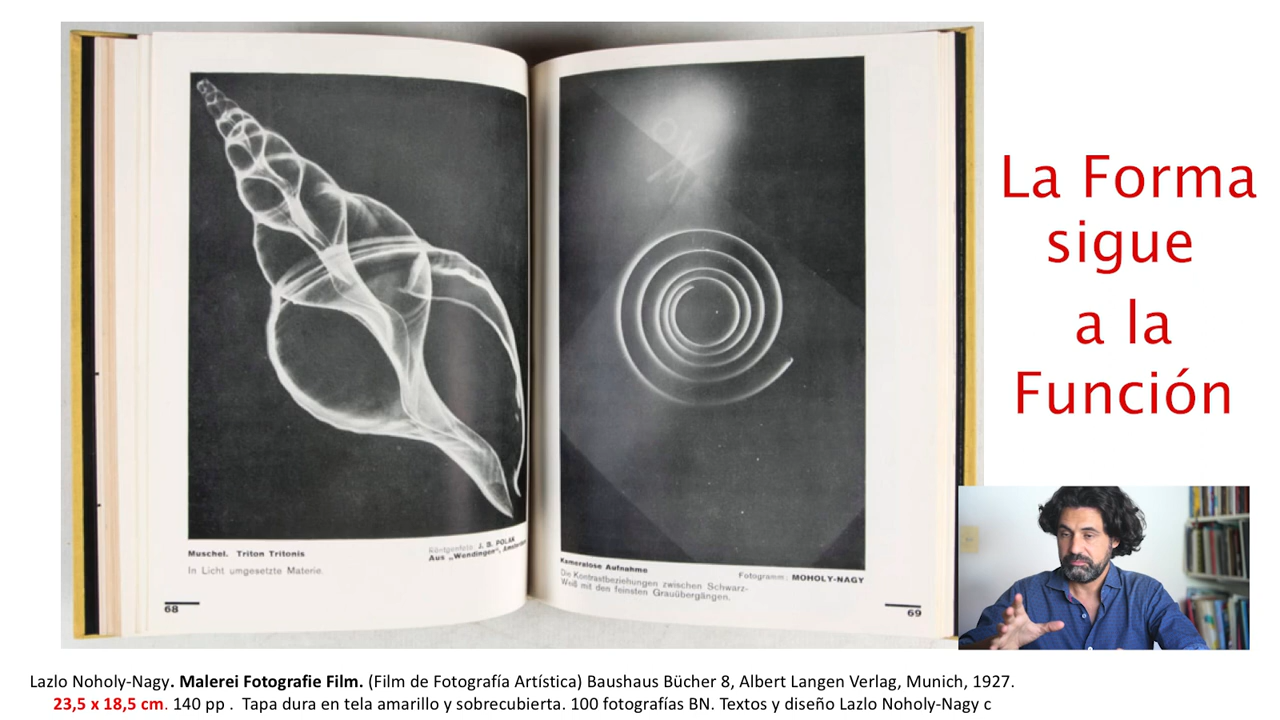 La Forma
sigue
a la
Función
Muschel. Triton Tritonis
In Licht umgesetzte Materie.
Röntgenfoto J. B. POLAK
Aus „Wendingen“, Amsterdam
68
Kameralose Aufnahme
Fotogramm: MOHOLY-NAGY
Die Kontrastbeziehungen zwischen Schwarz-
Weiß mit den feinsten Grauübergängen.
69
Lazlo Noholy-Nagy. Malerei Fotografie Film. (Film de Fotografía Artística) Baushaus Bücher 8, Albert Langen Verlag, Munich, 1927.
23,5 x 18,5 cm. 140 pp . Tapa dura en tela amarillo y sobrecubierta. 100 fotografías BN. Textos y diseño Lazlo Noholy-Nagy c